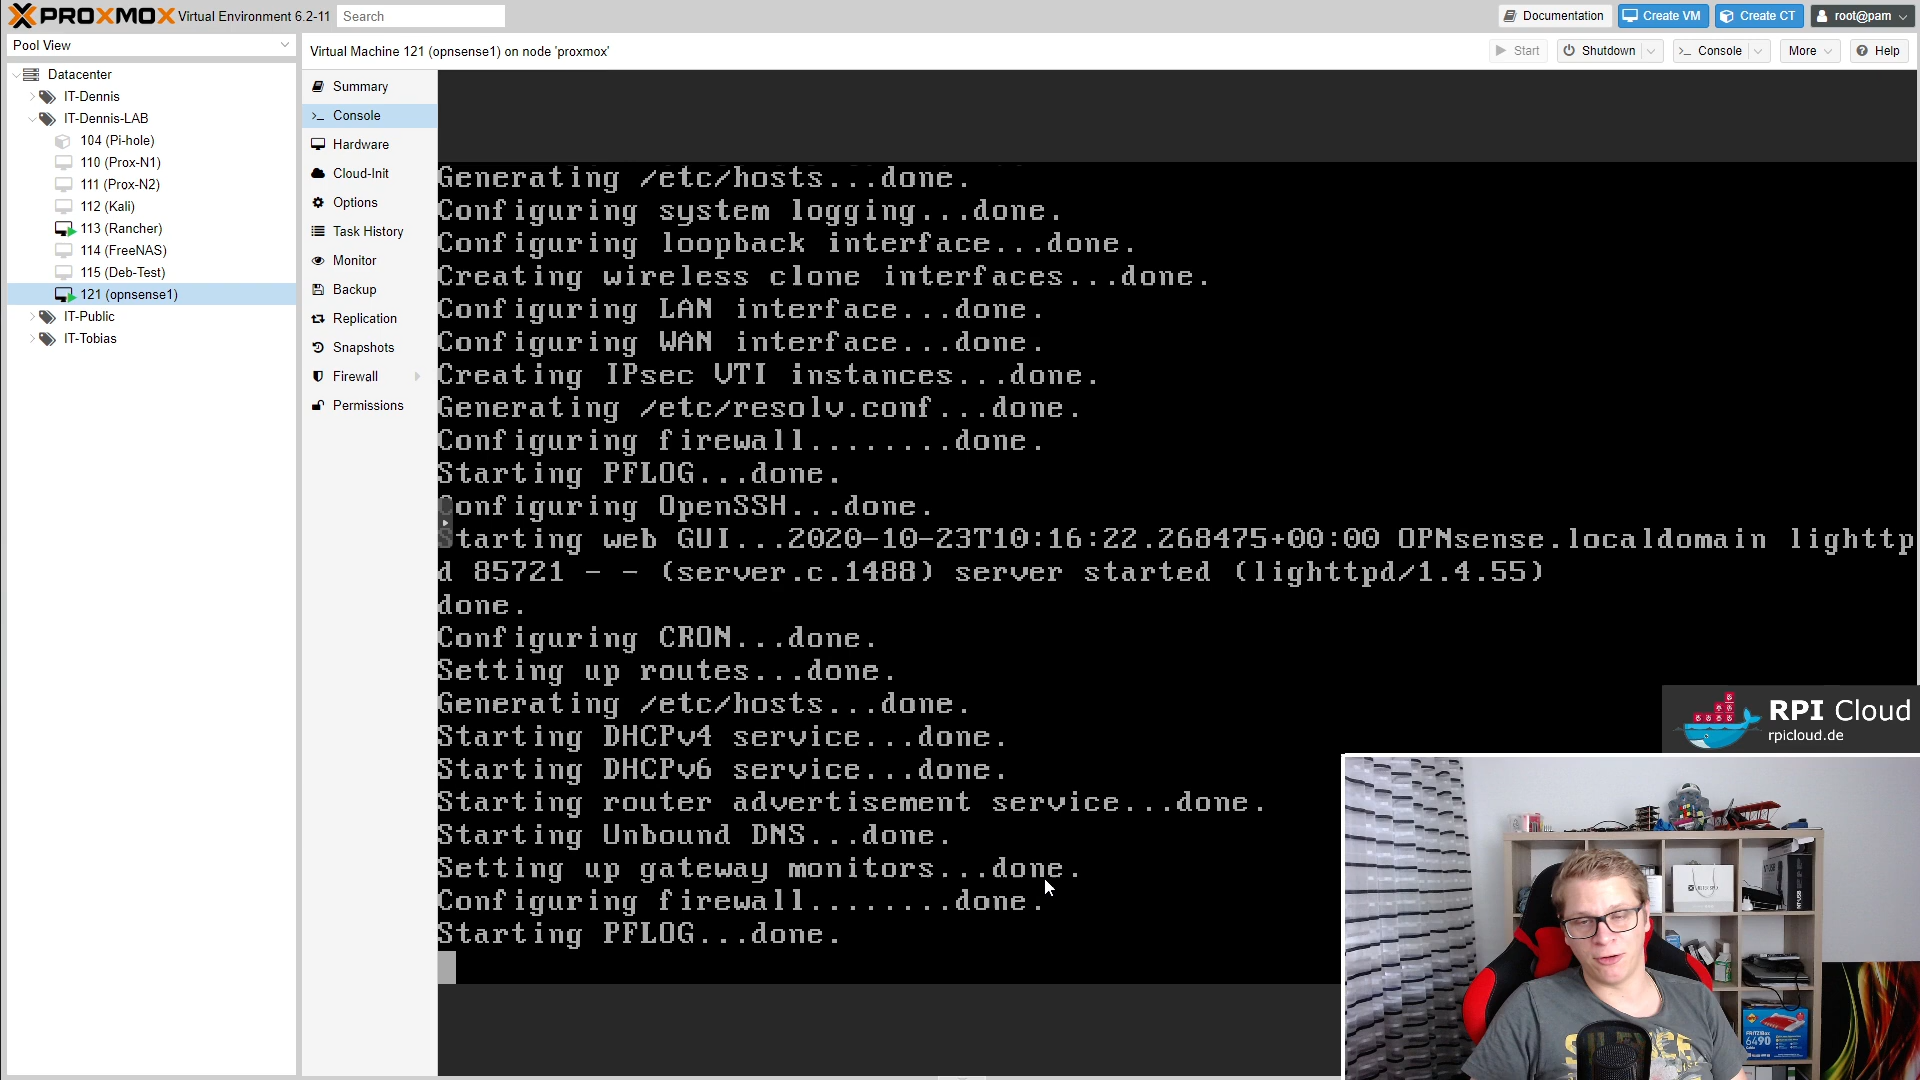 PROXMOX Virtual Environment 6.2-11 Search
Documentation Create VM Create CT root@pam
Pool View
Virtual Machine 121 (opnsense1) on node 'proxmox'
Start Shutdown Console More Help
Datacenter
IT-Dennis
IT-Dennis-LAB
104 (Pi-hole)
110 (Prox-N1)
111 (Prox-N2)
112 (Kali)
113 (Rancher)
114 (FreeNAS)
115 (Deb-Test)
121 (opnsense1)
IT-Public
IT-Tobias
Summary
Console
Hardware
Cloud-Init
Options
Task History
Monitor
Backup
Replication
Snapshots
Firewall
Permissions
Generating /etc/hosts...done.
Configuring system logging...done.
Configuring loopback interface...done.
Creating wireless clone interfaces...done.
Configuring LAN interface...done.
Configuring WAN interface...done.
Creating IPsec VTI instances...done.
Generating /etc/resolv.conf...done.
Configuring firewall........done.
Starting PFLOG...done.
Configuring OpenSSH...done.
Starting web GUI...2020-10-23T10:16:22.268475+00:00 OPNsense.localdomain lighttp
d 85721 - - (server.c.1488) server started (lighttpd/1.4.55)
done.
Configuring CRON...done.
Setting up routes...done.
Generating /etc/hosts...done.
Starting DHCPv4 service...done.
Starting DHCPv6 service...done.
Starting router advertisement service...done.
Starting Unbound DNS...done.
Setting up gateway monitors...done.
Configuring firewall........done.
Starting PFLOG...done.
RPI Cloud
rpicloud.de
FRITZ!Box
6490